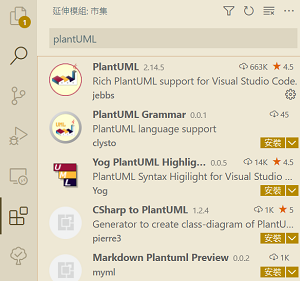 延伸模組: 市集
plantUML
1
PlantUML 2.14.5 663K ★ 4.5
Rich PlantUML support for Visual Studio Code.
jebbs
PlantUML Grammar 0.0.1 45
PlantUML language support
clysto 安裝
Yog PlantUML Highlig... 0.0.5 14K ★ 4.5
PlantUML Syntax Higilight for Visual Studio ...
Yog 安裝
CSharp to PlantUML 1.2.4 1K ★ 5
Generator to create class-diagram of PlantU...
pierre3 安裝
Markdown Plantuml Preview 0.0.2 1K
myml 安裝